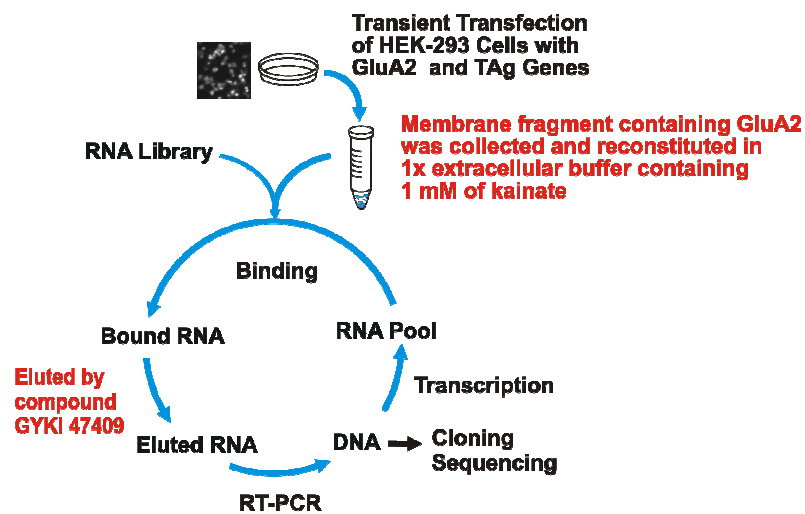 Transient Transfection
of HEK-293 Cells with
GluA2 and TAg Genes
Membrane fragment containing GluA2
was collected and reconstituted in
1x extracellular buffer containing
1 mM of kainate
RNA Library
Binding
Bound RNA
RNA Pool
Eluted by
compound
GYKI 47409
Transcription
Eluted RNA
DNA
Cloning
Sequencing
RT-PCR